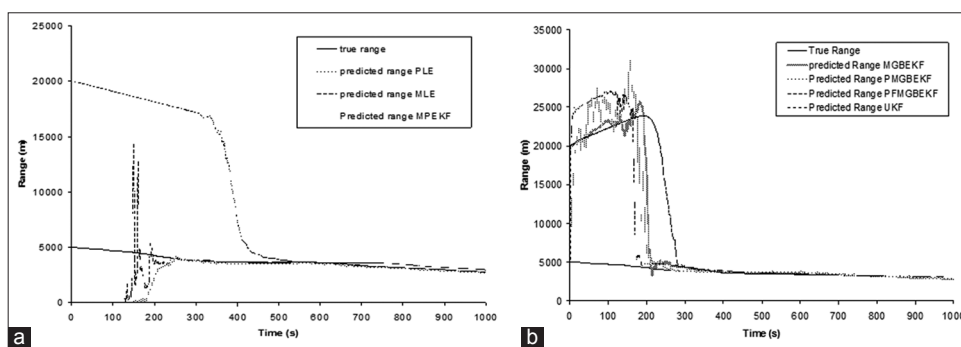 25000
20000
15000
10000
5000
0
Range (m)
0 100 200 300 400 500 600 700 800 900 1000
Time (s)
true range
predicted range PLE
predicted range MLE
Predicted range MPEKF
a
35000
30000
25000
20000
15000
10000
5000
0
Range (m)
0 100 200 300 400 500 600 700 800 900 1000
Time (s)
True Range
predicted Range MGBEKF
Predicted Range PMGBEKF
Predicted Range PFMGBEKF
Predicted Range UKF
b